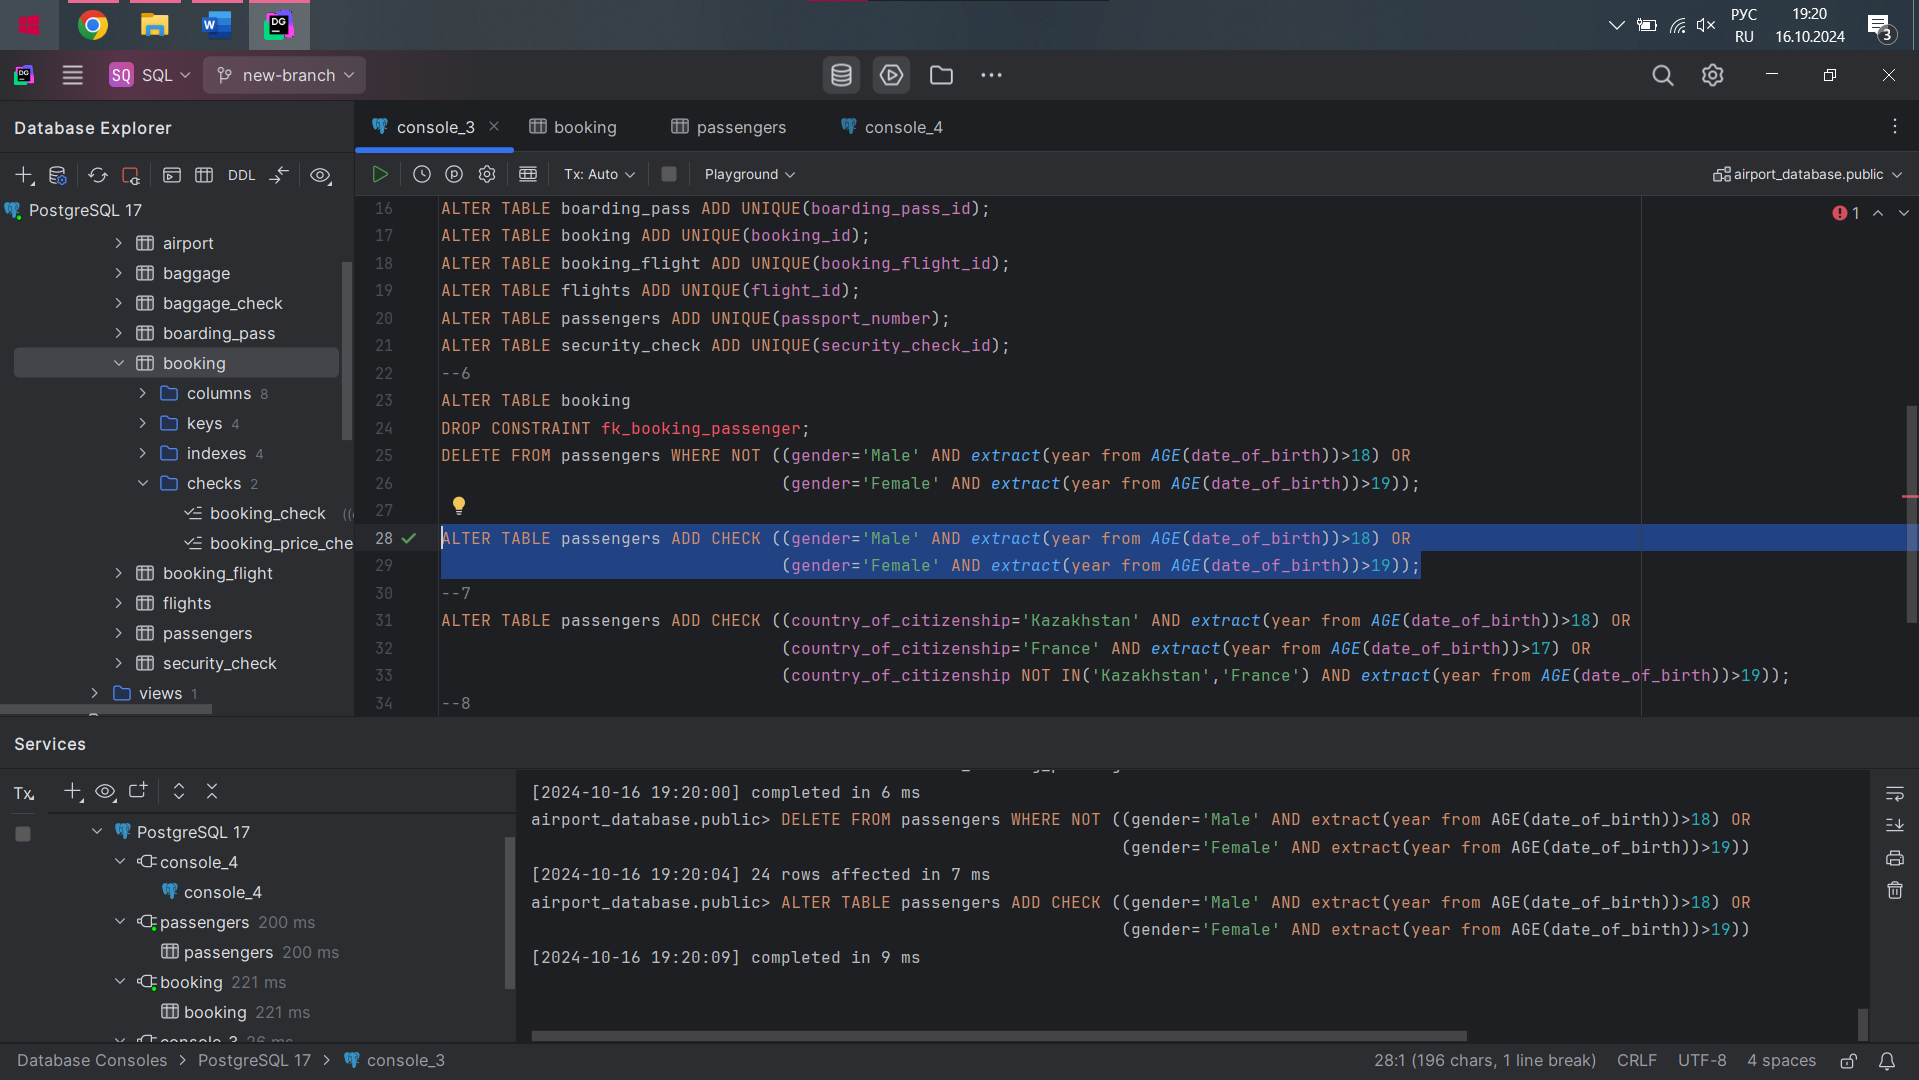 РУС
RU
19:20
16.10.2024
3
SQ SQL
new-branch
Database Explorer
console_3
booking
passengers
console_4
DDL
Tx: Auto
Playground
airport_database.public
PostgreSQL 17
airport
baggage
baggage_check
boarding_pass
booking
columns 8
keys 4
indexes 4
checks 2
booking_check
booking_price_che
booking_flight
flights
passengers
security_check
views 1
1
16 ALTER TABLE boarding_pass ADD UNIQUE(boarding_pass_id);
17 ALTER TABLE booking ADD UNIQUE(booking_id);
18 ALTER TABLE booking_flight ADD UNIQUE(booking_flight_id);
19 ALTER TABLE flights ADD UNIQUE(flight_id);
20 ALTER TABLE passengers ADD UNIQUE(passport_number);
21 ALTER TABLE security_check ADD UNIQUE(security_check_id);
22 --6
23 ALTER TABLE booking
24 DROP CONSTRAINT fk_booking_passenger;
25 DELETE FROM passengers WHERE NOT ((gender='Male' AND extract(year from AGE(date_of_birth))>18) OR
26 (gender='Female' AND extract(year from AGE(date_of_birth))>19));
27
28 ALTER TABLE passengers ADD CHECK ((gender='Male' AND extract(year from AGE(date_of_birth))>18) OR
29 (gender='Female' AND extract(year from AGE(date_of_birth))>19));
30 --7
31 ALTER TABLE passengers ADD CHECK ((country_of_citizenship='Kazakhstan' AND extract(year from AGE(date_of_birth))>18) OR
32 (country_of_citizenship='France' AND extract(year from AGE(date_of_birth))>17) OR
33 (country_of_citizenship NOT IN('Kazakhstan','France') AND extract(year from AGE(date_of_birth))>19));
34 --8
Services
Tx
PostgreSQL 17
console_4
console_4
passengers 200 ms
passengers 200 ms
booking 221 ms
booking 221 ms
console_3 26 ms
[2024-10-16 19:20:00] completed in 6 ms
airport_database.public> DELETE FROM passengers WHERE NOT ((gender='Male' AND extract(year from AGE(date_of_birth))>18) OR
(gender='Female' AND extract(year from AGE(date_of_birth))>19))
[2024-10-16 19:20:04] 24 rows affected in 7 ms
airport_database.public> ALTER TABLE passengers ADD CHECK ((gender='Male' AND extract(year from AGE(date_of_birth))>18) OR
(gender='Female' AND extract(year from AGE(date_of_birth))>19))
[2024-10-16 19:20:09] completed in 9 ms
Database Consoles > PostgreSQL 17 > console_3
28:1 (196 chars, 1 line break) CRLF UTF-8 4 spaces